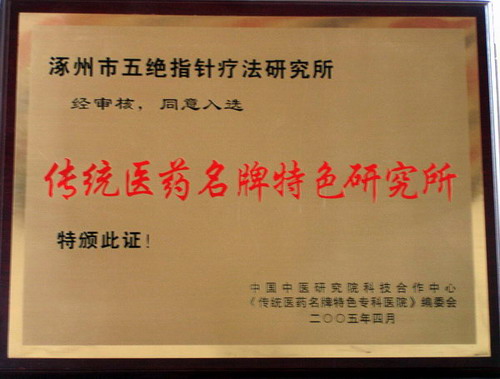 涿州市五绝指针疗法研究所
经审核，同意入选
传统医药名牌特色研究所
特颁此证！
中国中医研究院科技合作中心
《传统医药名牌特色专科医院》编委会
二〇〇五年四月